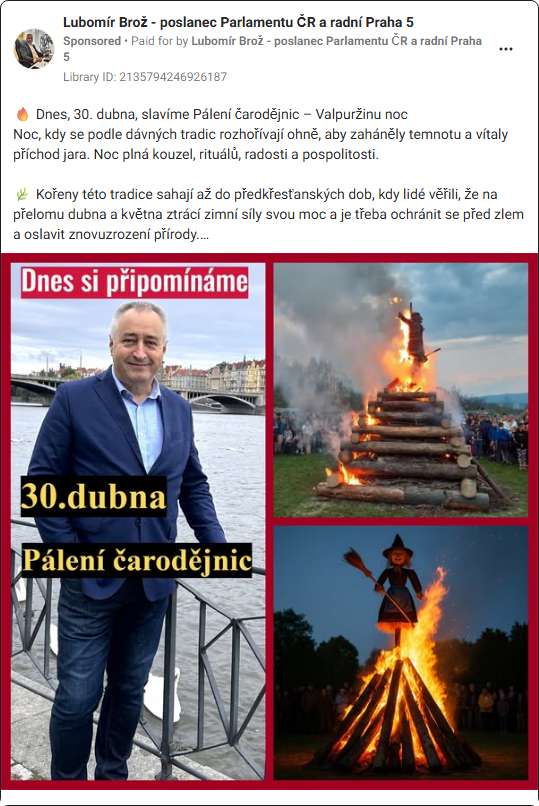 Lubomír Brož - poslanec Parlamentu ČR a radní Praha 5
Sponsored • Paid for by Lubomír Brož - poslanec Parlamentu ČR a radní Praha
5
Library ID: 2135794246926187
🔥 Dnes, 30. dubna, slavíme Pálení čarodějnic – Valpuržinu noc
Noc, kdy se podle dávných tradic rozhořívají ohně, aby zaháněly temnotu a vítaly
příchod jara. Noc plná kouzel, rituálů, radosti a pospolitosti.
🌿 Kořeny této tradice sahají až do předkřesťanských dob, kdy lidé věřili, že na
přelomu dubna a května ztrácí zimní síly svou moc a je třeba ochránit se před zlem
a oslavit znovuzrození přírody....
Dnes si připomínáme
30.dubna
Pálení čarodějnic